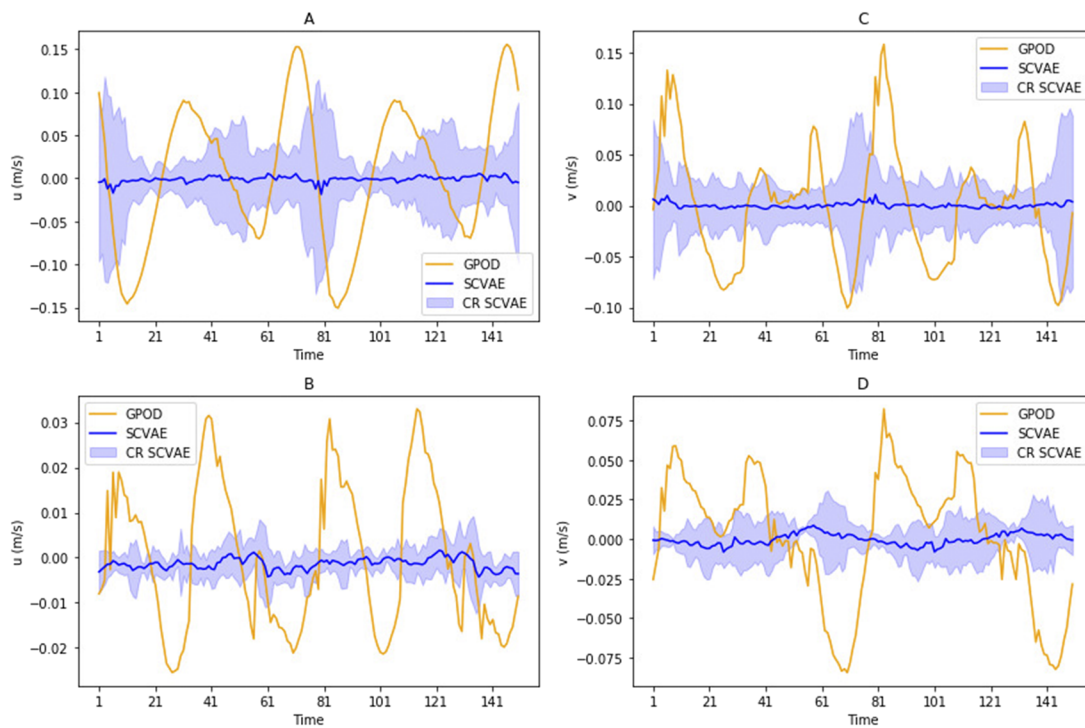 A
0.15
0.10
0.05
0.00
−0.05
−0.10
−0.15
u (m/s)
GPOD
SCVAE
CR SCVAE
1 21 41 61 81 101 121 141
Time
C
0.15
0.10
0.05
0.00
−0.05
−0.10
v (m/s)
GPOD
SCVAE
CR SCVAE
1 21 41 61 81 101 121 141
Time
B
0.03
0.02
0.01
0.00
−0.01
−0.02
u (m/s)
GPOD
SCVAE
CR SCVAE
1 21 41 61 81 101 121 141
Time
D
0.075
0.050
0.025
0.000
−0.025
−0.050
−0.075
v (m/s)
GPOD
SCVAE
CR SCVAE
1 21 41 61 81 101 121 141
Time